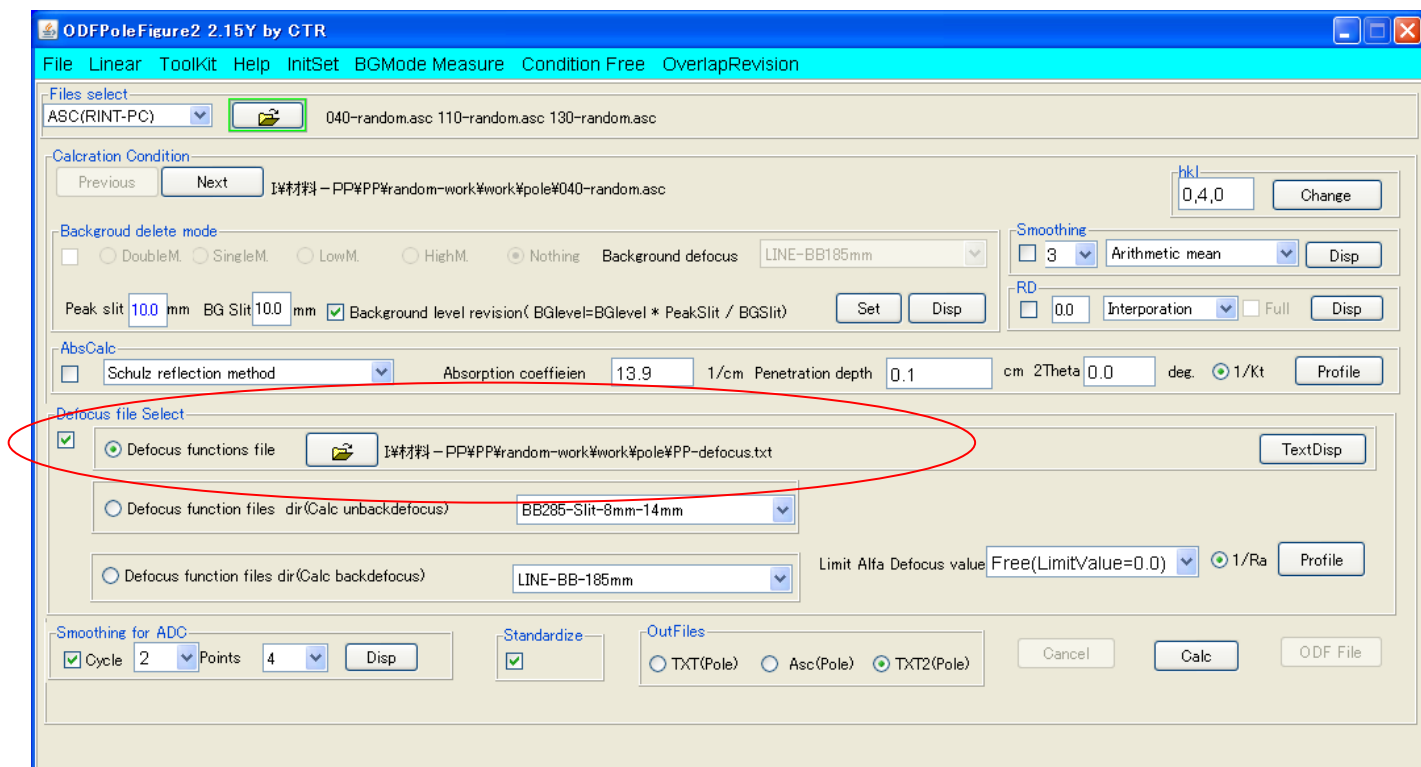 ODFPoleFigure2 2.15Y by CTR
File Linear ToolKit Help InitSet BGMode Measure Condition Free OverlapRevision
Files select
ASC(RINT-PC) 040-random.asc 110-random.asc 130-random.asc
Calcration Condition
Previous Next I¥材料-PP¥PP¥random-work¥work¥pole¥040-random.asc
hkl
0,4,0 Change
Backgroud delete mode
DoubleM. SingleM. LowM. HighM. Nothing Background defocus LINE-BB185mm
Smoothing
3 Arithmetic mean Disp
Peak slit 10.0 mm BG Slit 10.0 mm Background level revision( BGlevel=BGlevel * PeakSlit / BGSlit) Set Disp
RD
0.0 Interporation Full Disp
AbsCalc
Schulz reflection method Absorption coeffieien 13.9 1/cm Penetration depth 0.1 cm 2Theta 0.0 deg. 1/Kt Profile
Defocus file Select
Defocus functions file I¥材料-PP¥PP¥random-work¥work¥pole¥PP-defocus.txt TextDisp
Defocus function files dir(Calc unbackdefocus) BB285-Slit-8mm-14mm
Defocus function files dir(Calc backdefocus) LINE-BB-185mm Limit Alfa Defocus value Free(LimitValue=0.0) 1/Ra Profile
Smoothing for ADC
Cycle 2 Points 4 Disp
Standardize
OutFiles
TXT(Pole) Asc(Pole) TXT2(Pole)
Cancel Calc ODF File